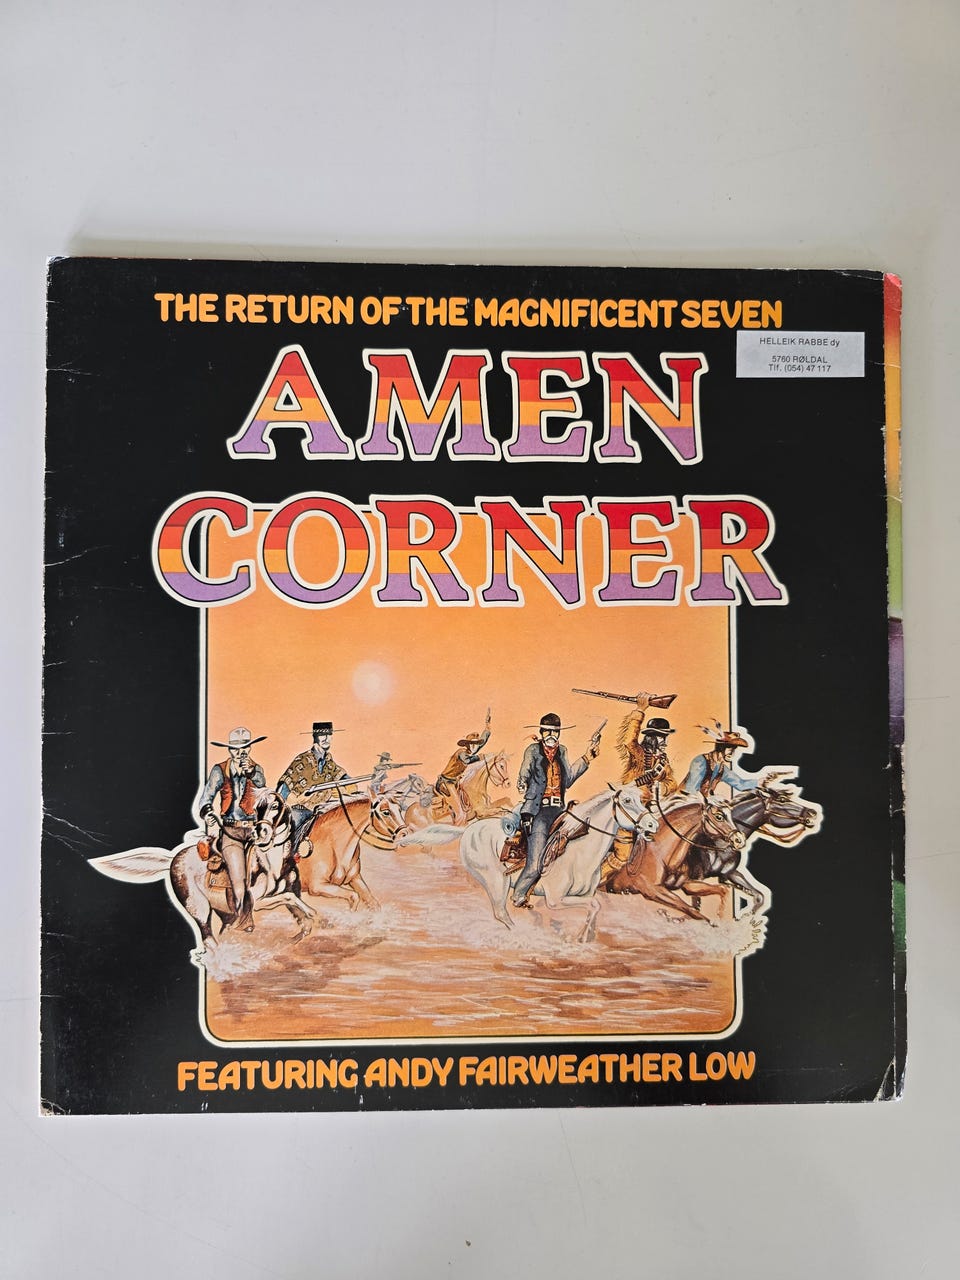 THE RETURN OF THE MAGNIFICENT SEVEN
HELLEIK RABBE dy
5760 RØLDAL
Tlf. (054) 47 117
AMEN
CORNER
FEATURING ANDY FAIRWEATHER LOW